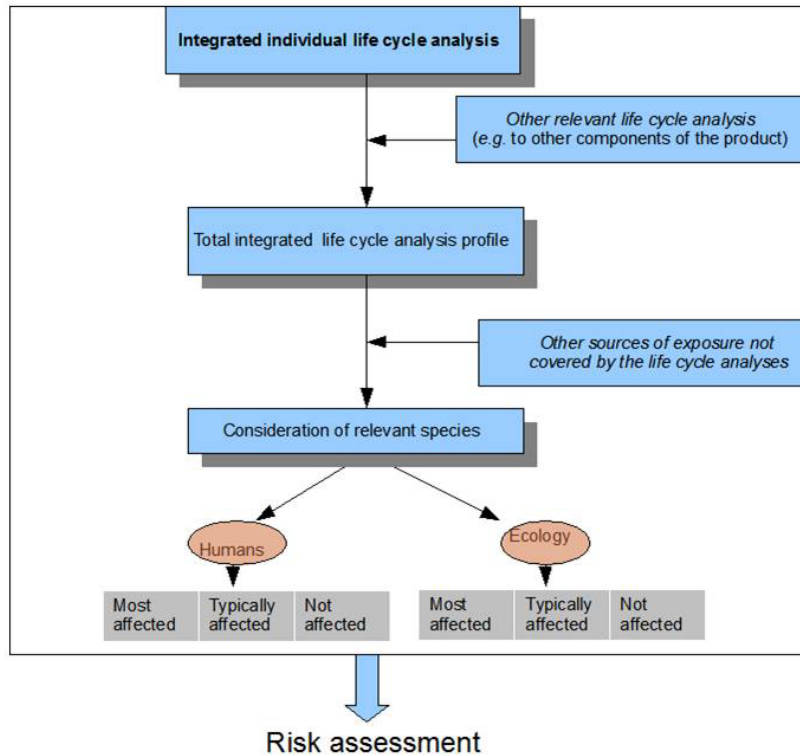 Integrated individual life cycle analysis
Other relevant life cycle analysis
(e.g. to other components of the product)
Total integrated life cycle analysis profile
Other sources of exposure not
covered by the life cycle analyses
Consideration of relevant species
Humans
Ecology
Most
affected
Typically
affected
Not
affected
Most
affected
Typically
affected
Not
affected
Risk assessment